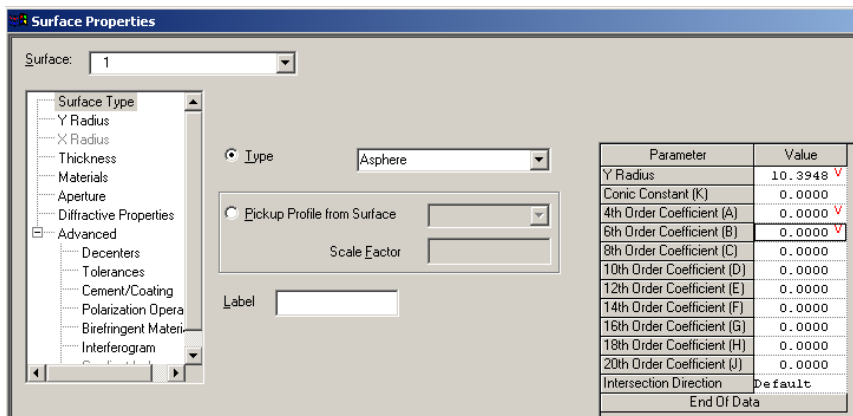 Surface Properties
Surface: 1
Surface Type
Y Radius
X Radius
Thickness
Materials
Aperture
Diffractive Properties
Advanced
Decenters
Tolerances
Cement/Coating
Polarization Opera
Birefringent Materi
Interferogram
Type Asphere
Pickup Profile from Surface
Scale Factor
Label
Parameter Value
Y Radius 10.3948 V
Conic Constant (K) 0.0000
4th Order Coefficient (A) 0.0000 V
6th Order Coefficient (B) 0.0000 V
8th Order Coefficient (C) 0.0000
10th Order Coefficient (D) 0.0000
12th Order Coefficient (E) 0.0000
14th Order Coefficient (F) 0.0000
16th Order Coefficient (G) 0.0000
18th Order Coefficient (H) 0.0000
20th Order Coefficient (J) 0.0000
Intersection Direction Default
End Of Data